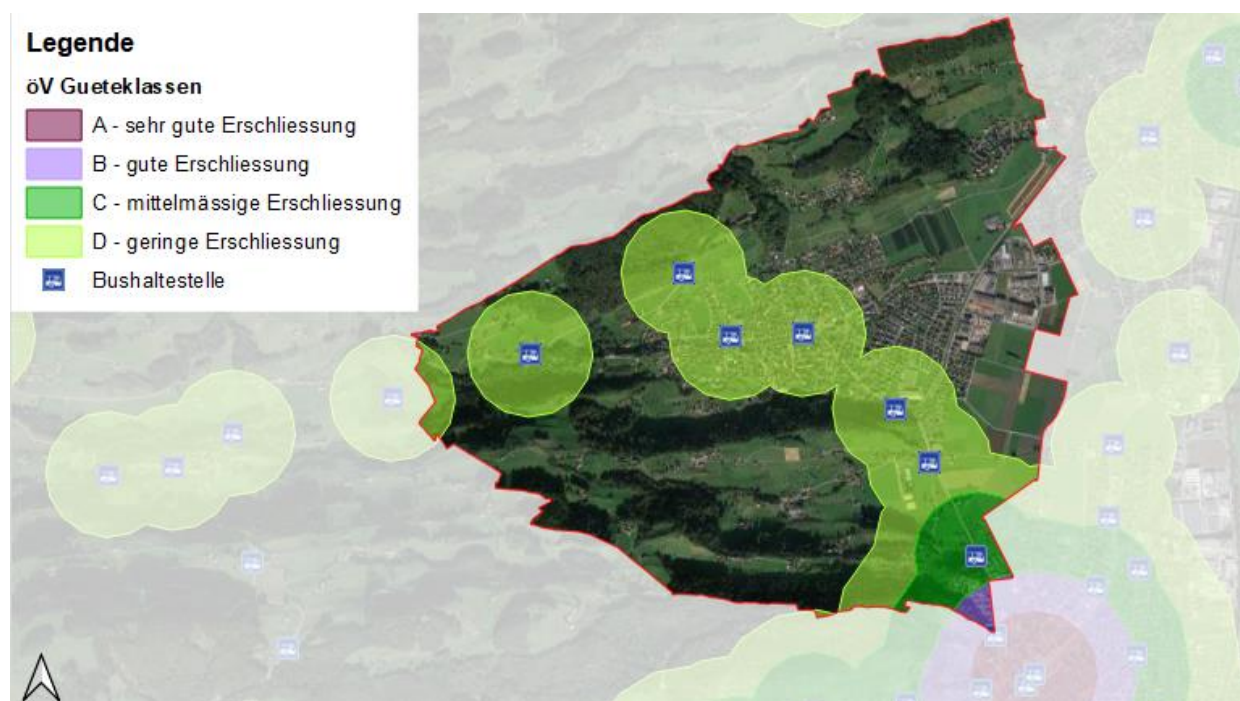 Legende
öV Gueteklassen
A - sehr gute Erschliessung
B - gute Erschliessung
C - mittelmässige Erschliessung
D - geringe Erschliessung
Bushaltestelle